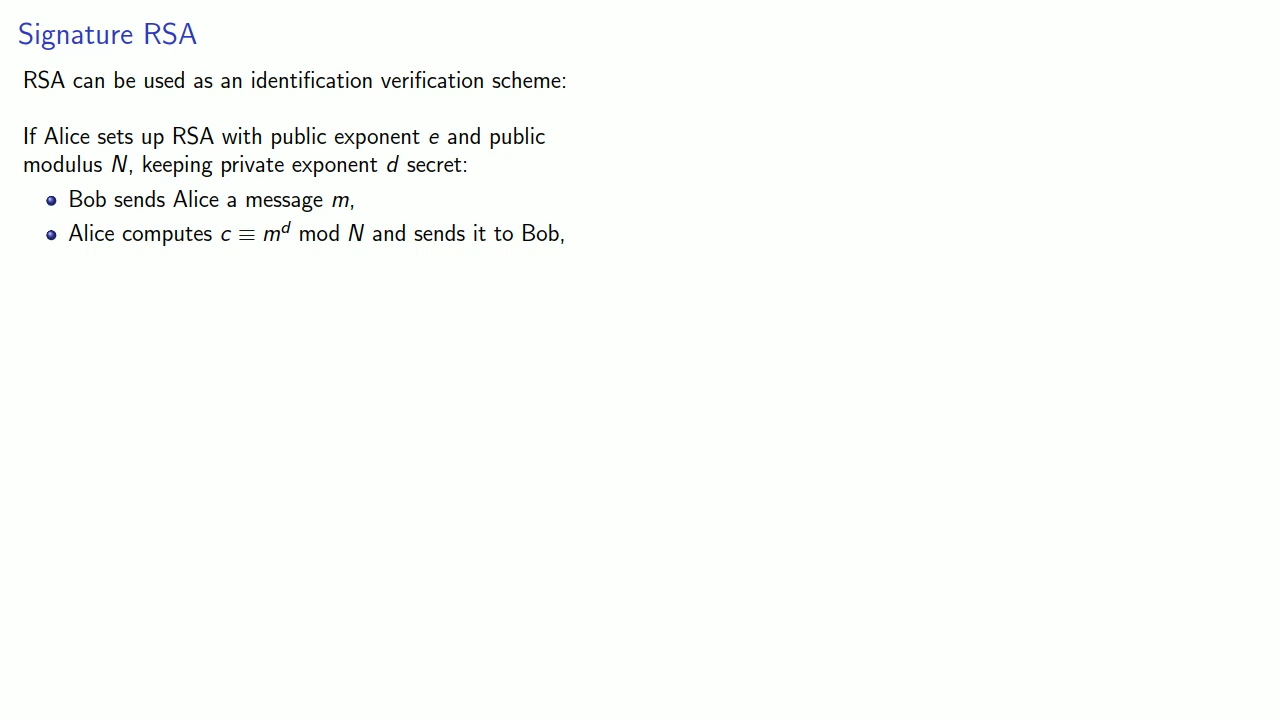 Signature RSA
RSA can be used as an identification verification scheme:
If Alice sets up RSA with public exponent e and public
modulus N, keeping private exponent d secret:
Bob sends Alice a message m,
Alice computes c ≡ m^d mod N and sends it to Bob,